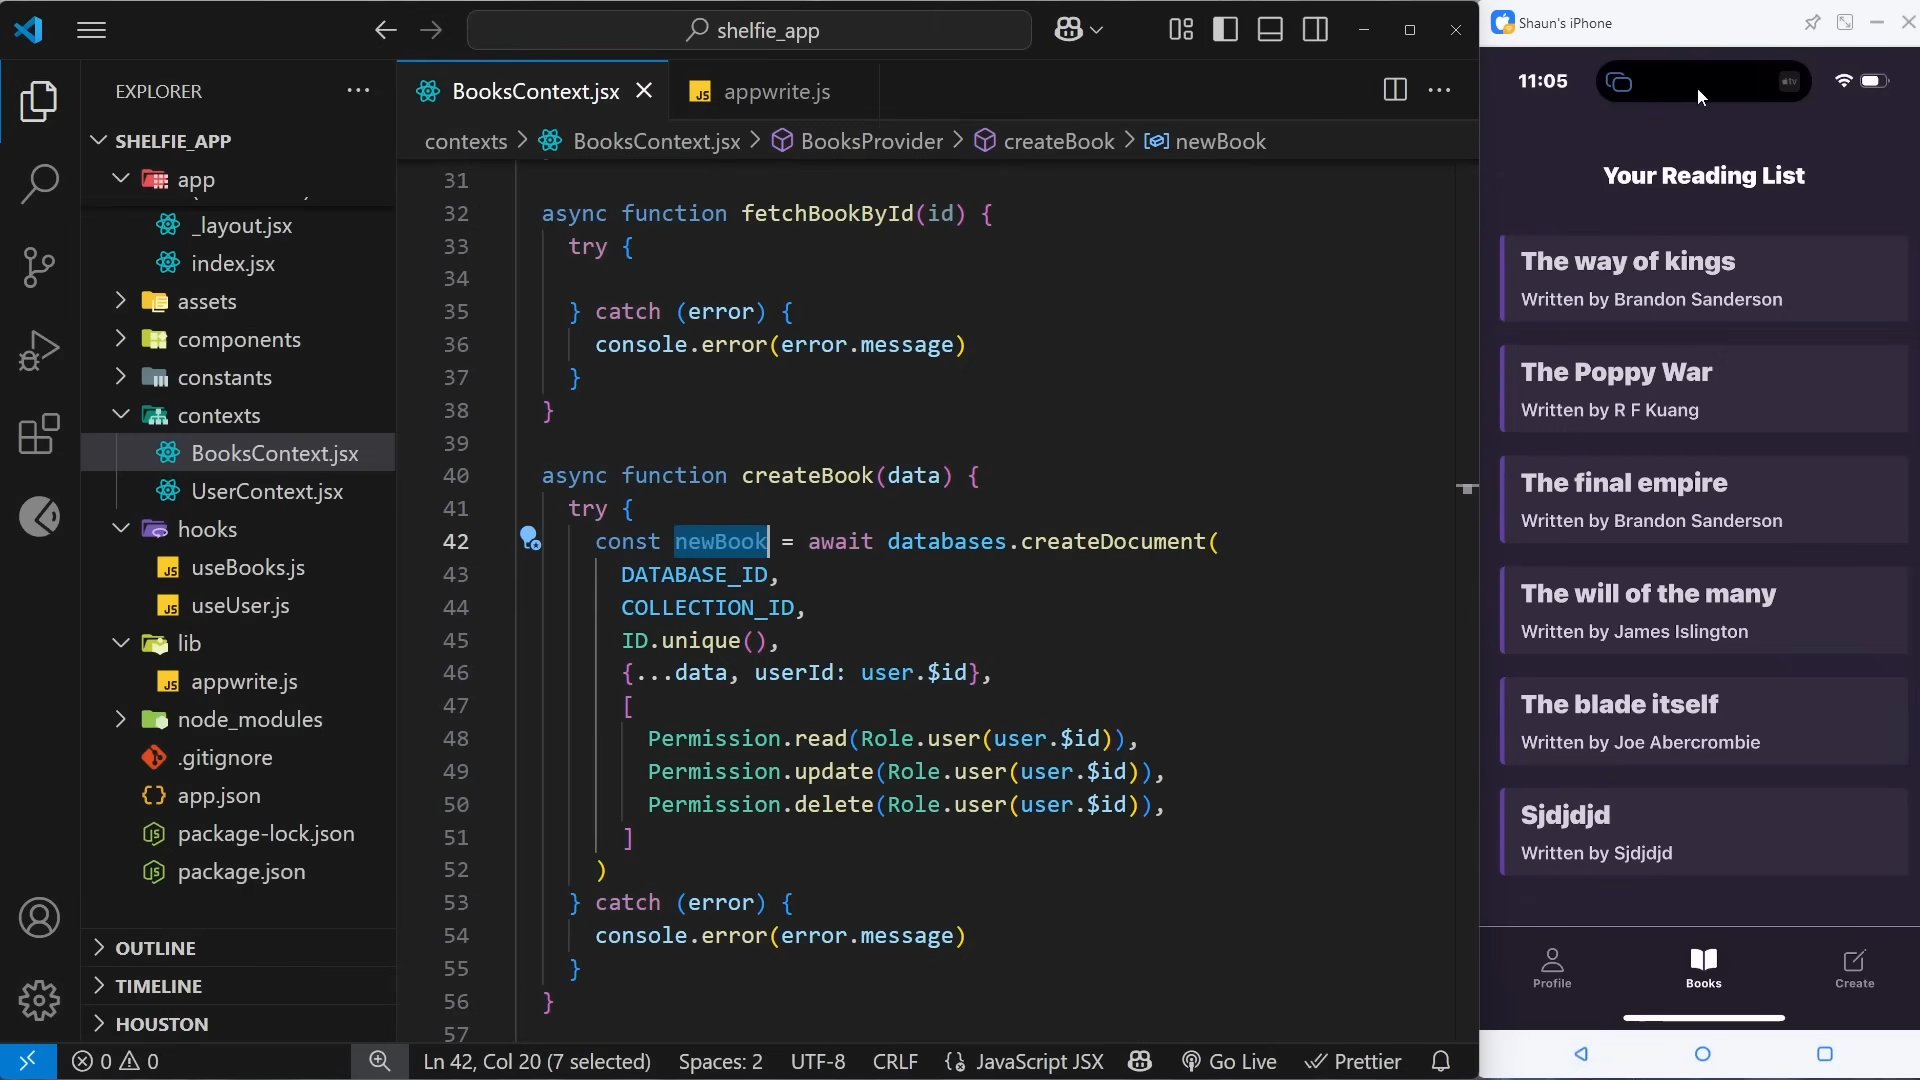 shelfie_app
EXPLORER
SHELFIE_APP
app
_layout.jsx
index.jsx
assets
components
constants
contexts
BooksContext.jsx
UserContext.jsx
hooks
useBooks.js
useUser.js
lib
appwrite.js
node_modules
.gitignore
app.json
package-lock.json
package.json
OUTLINE
TIMELINE
HOUSTON
BooksContext.jsx
JS appwrite.js
contexts > BooksContext.jsx > BooksProvider > createBook > newBook
31
32 async function fetchBookById(id) {
33 try {
34
35 } catch (error) {
36 console.error(error.message)
37 }
38 }
39
40 async function createBook(data) {
41 try {
42 const newBook = await databases.createDocument(
43 DATABASE_ID,
44 COLLECTION_ID,
45 ID.unique(),
46 {...data, userId: user.$id},
47 [
48 Permission.read(Role.user(user.$id)),
49 Permission.update(Role.user(user.$id)),
50 Permission.delete(Role.user(user.$id)),
51 ]
52 )
53 } catch (error) {
54 console.error(error.message)
55 }
56 }
57
0 0
Ln 42, Col 20 (7 selected) Spaces: 2 UTF-8 CRLF JavaScript JSX Go Live Prettier
Shaun's iPhone
11:05
tv
Your Reading List
The way of kings
Written by Brandon Sanderson
The Poppy War
Written by R F Kuang
The final empire
Written by Brandon Sanderson
The will of the many
Written by James Islington
The blade itself
Written by Joe Abercrombie
Sjdjdjd
Written by Sjdjdjd
Profile
Books
Create